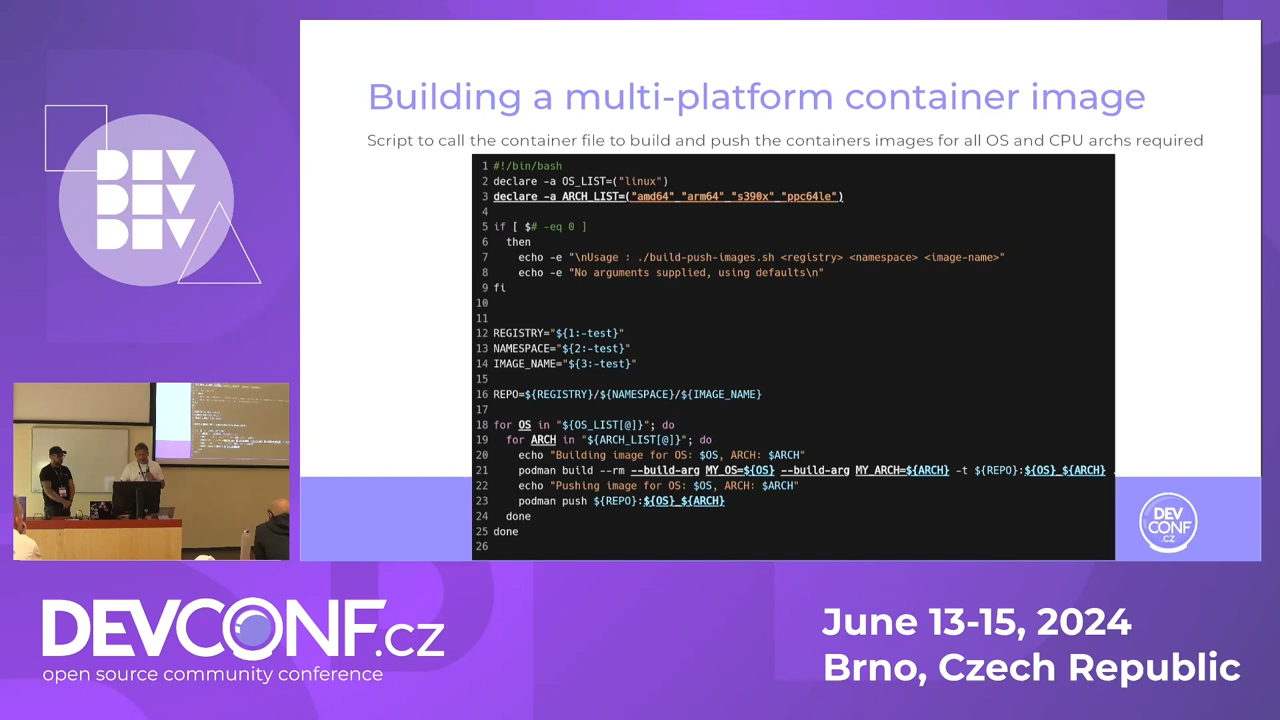 DEV
DEV
DEV
Building a multi-platform container image
Script to call the container file to build and push the containers images for all OS and CPU archs required
1 #!/bin/bash
2 declare -a OS_LIST=("linux")
3 declare -a ARCH_LIST=("amd64" "arm64" "s390x" "ppc64le")
4
5 if [ $# -eq 0 ]
6 then
7 echo -e "\nUsage : ./build-push-images.sh <registry> <namespace> <image-name>"
8 echo -e "No arguments supplied, using defaults\n"
9 fi
10
11
12 REGISTRY="${1:-test}"
13 NAMESPACE="${2:-test}"
14 IMAGE_NAME="${3:-test}"
15
16 REPO=${REGISTRY}/${NAMESPACE}/${IMAGE_NAME}
17
18 for OS in "${OS_LIST[@]}"; do
19 for ARCH in "${ARCH_LIST[@]}"; do
20 echo "Building image for OS: $OS, ARCH: $ARCH"
21 podman build --rm --build-arg MY_OS=${OS} --build-arg MY_ARCH=${ARCH} -t ${REPO}:${OS}_${ARCH} .
22 echo "Pushing image for OS: $OS, ARCH: $ARCH"
23 podman push ${REPO}:${OS}_${ARCH}
24 done
25 done
26
DEV
CONF
.CZ
DEVCONF.cz
open source community conference
June 13-15, 2024
Brno, Czech Republic